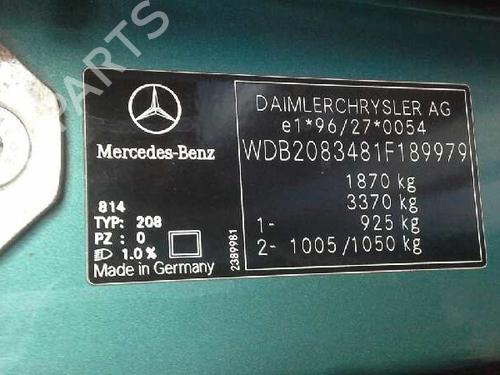 PARTS
Mercedes-Benz
814
TYP: 208
PZ : 0
1.0 %
Made in Germany
2389981
DAIMLERCHRYSLER AG
e1*96/27*0054
WDB2083481F189979
1870 kg
3370 kg
1- 925 kg
2- 1005/1050 kg